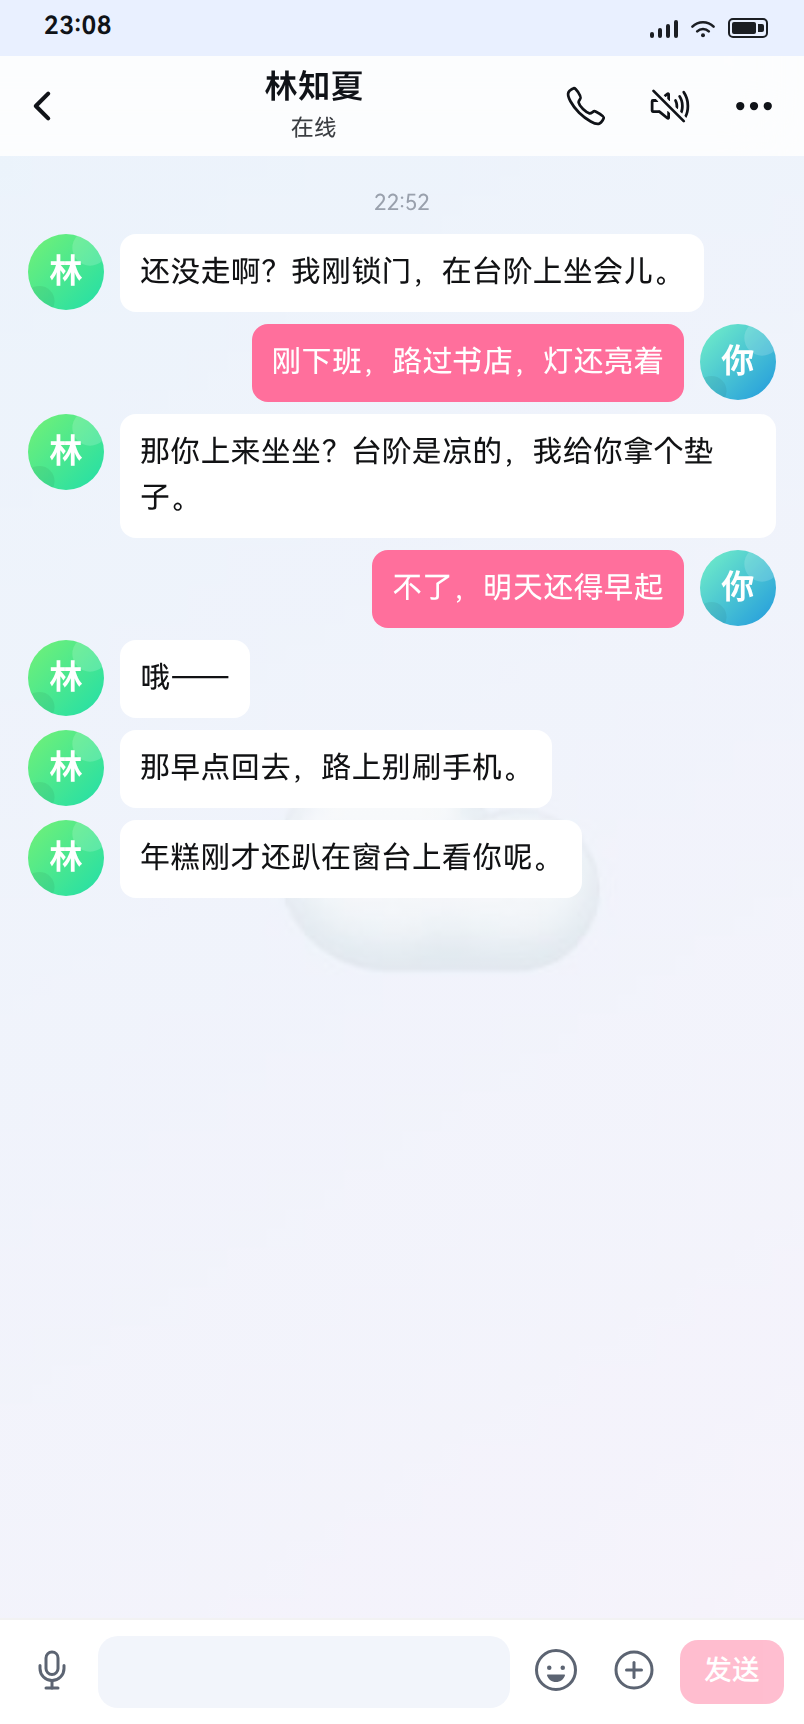 23:08
林知夏
在线
22:52
林
还没走啊？我刚锁门，在台阶上坐会儿。
刚下班，路过书店，灯还亮着
你
林
那你上来坐坐？台阶是凉的，我给你拿个垫
子。
不了，明天还得早起
你
林
哦——
林
那早点回去，路上别刷手机。
林
年糕刚才还趴在窗台上看你呢。
发送